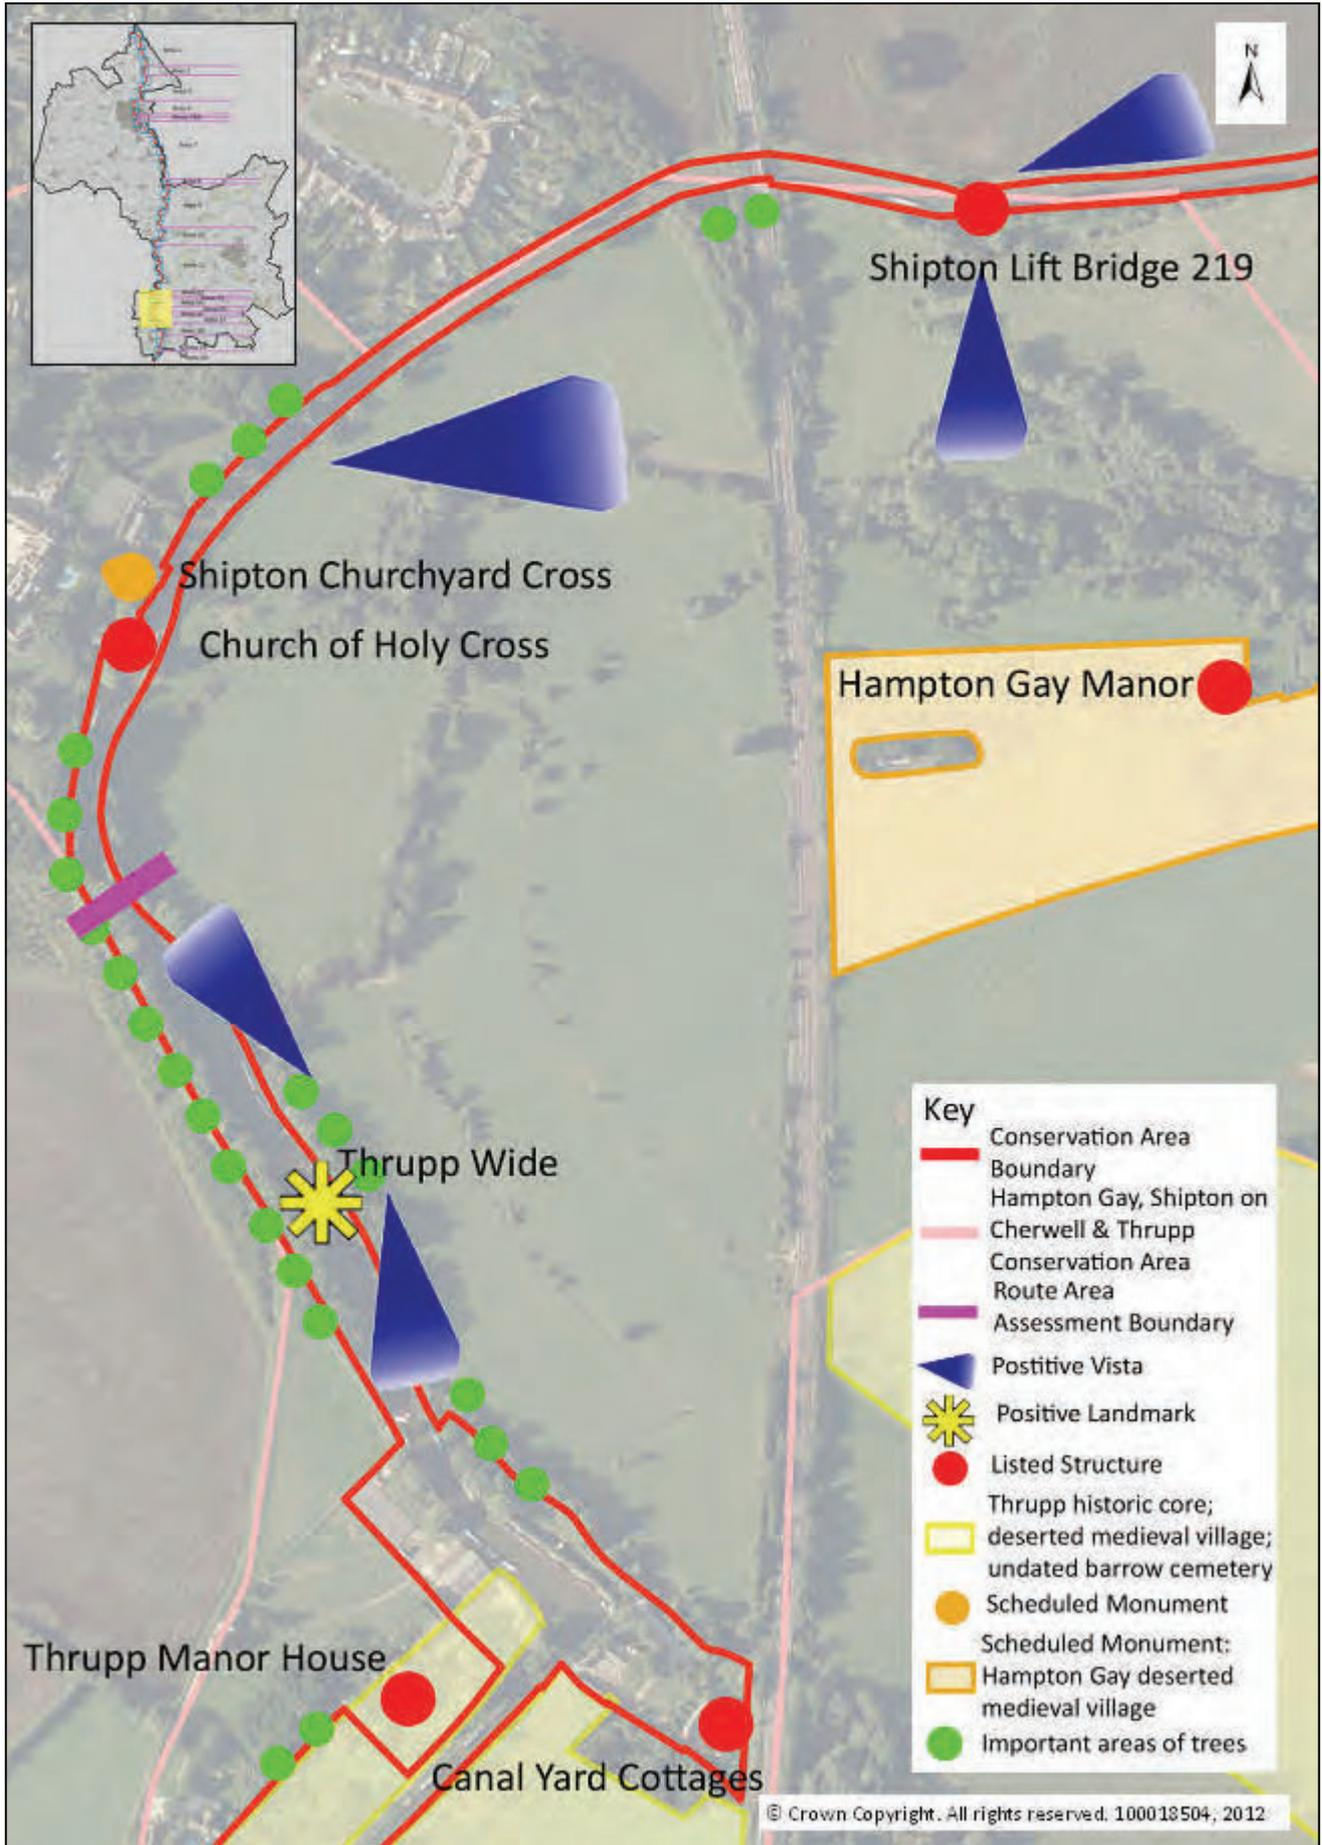 N
Shipton Lift Bridge 219
Shipton Churchyard Cross
Church of Holy Cross
Hampton Gay Manor
Thrupp Wide
Key
Conservation Area
Boundary
Hampton Gay, Shipton on
Cherwell & Thrupp
Conservation Area
Route Area
Assessment Boundary
Postitive Vista
Positive Landmark
Listed Structure
Thrupp historic core;
deserted medieval village;
undated barrow cemetery
Scheduled Monument
Scheduled Monument:
Hampton Gay deserted
medieval village
Important areas of trees
Thrupp Manor House
Canal Yard Cottages
© Crown Copyright. All rights reserved. 100018504, 2012